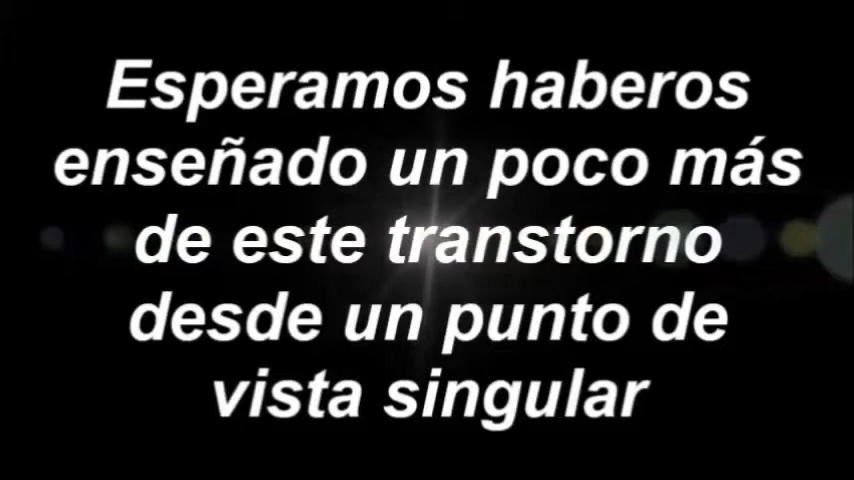 Esperamos haberos
enseñado un poco más
de este transtorno
desde un punto de
vista singular